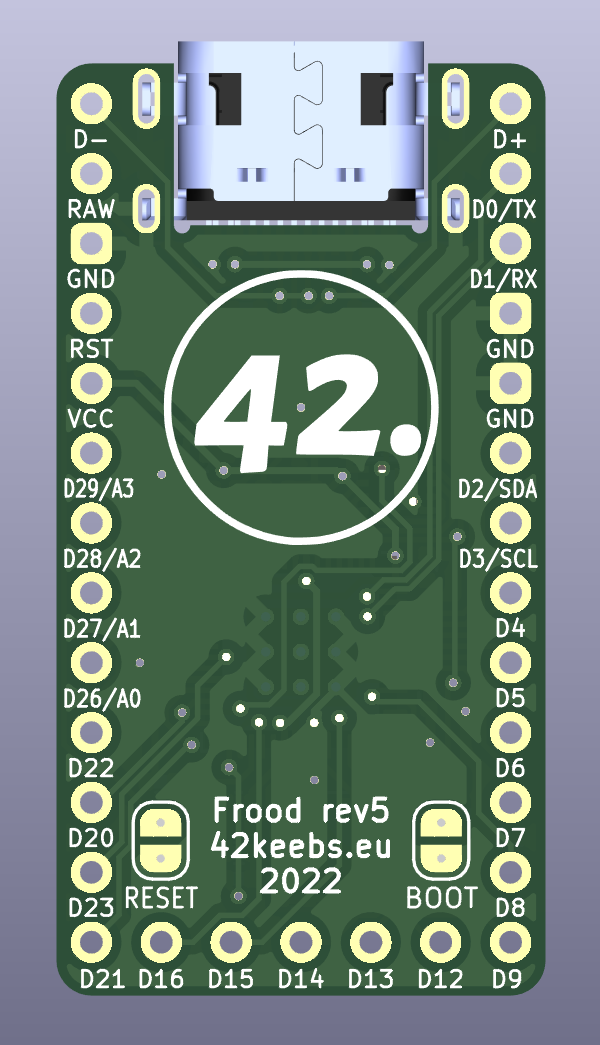 D- D+
RAW D0/TX
GND D1/RX
RST GND
VCC GND
42.
D29/A3 D2/SDA
D28/A2 D3/SCL
D27/A1 D4
D26/A0 D5
D22 D6
Frood rev5
D20 42keebs.eu D7
2022
RESET BOOT
D23 D8
D21 D16 D15 D14 D13 D12 D9